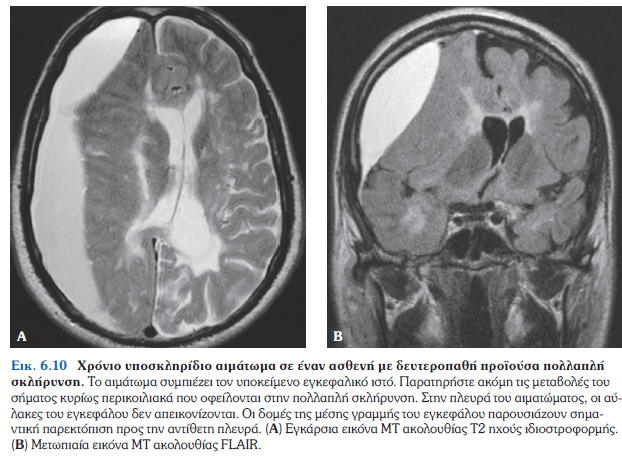 A
B
Εικ. 6.10 Χρόνιο υποσκληρίδιο αιμάτωμα σε έναν ασθενή με δευτεροπαθή προϊούσα πολλαπλή
σκλήρυνση. Το αιμάτωμα συμπιέζει τον υποκείμενο εγκεφαλικό ιστό. Παρατηρήστε ακόμη τις μεταβολές του
σήματος κυρίως περικοιλιακά που οφείλονται στην πολλαπλή σκλήρυνση. Στην πλευρά του αιματώματος, οι αύ-
λακες του εγκεφάλου δεν απεικονίζονται. Οι δομές της μέσης γραμμής του εγκεφάλου παρουσιάζουν σημα-
ντική παρεκτόπιση προς την αντίθετη πλευρά. (A) Εγκάρσια εικόνα ΜΤ ακολουθίας T2 ηχούς ιδιοστροφορμής.
(B) Μετωπιαία εικόνα ΜΤ ακολουθίας FLAIR.